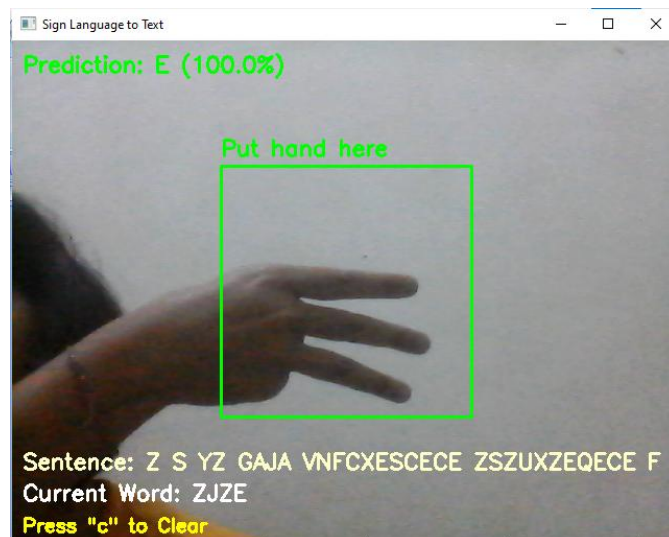 Sign Language to Text
Prediction: E (100.0%)
Put hand here
Sentence: Z S YZ GAJA VNFCXESCECE ZSZUXZEQECE F
Current Word: ZJZE
Press "c" to Clear